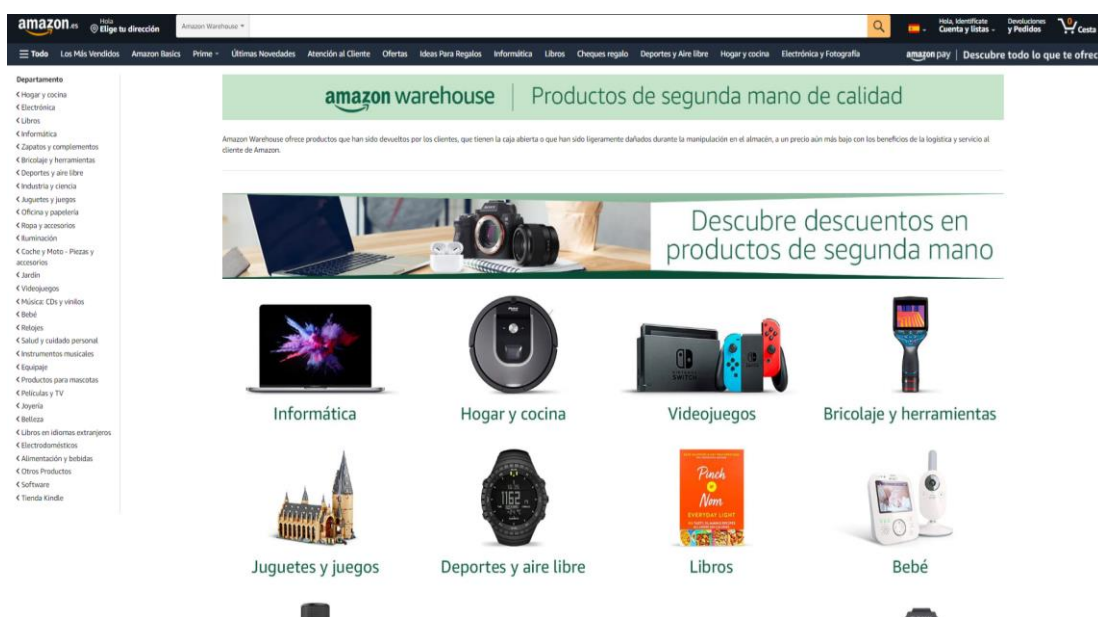 amazon.es
Hola
Elige tu dirección
Amazon Warehouse
Hola, Identifícate
Cuenta y listas
Devoluciones
y Pedidos
0
Cesta
Todo Los Más Vendidos Amazon Basics Prime Últimas Novedades Atención al Cliente Ofertas Ideas Para Regalos Informática Libros Cheques regalo Deportes y Aire libre Hogar y cocina Electrónica y Fotografía
amazon pay | Descubre todo lo que te ofrec
Departamento
Hogar y cocina
Electrónica
Libros
Informática
Zapatos y complementos
Bricolaje y herramientas
Deportes y aire libre
Industria y ciencia
Juguetes y juegos
Oficina y papelería
Ropa y accesorios
Iluminación
Coche y Moto - Piezas y
accesorios
Jardín
Videojuegos
Música: CDs y vinilos
Bebé
Relojes
Salud y cuidado personal
Instrumentos musicales
Equipaje
Productos para mascotas
Películas y TV
Joyería
Belleza
Libros en idiomas extranjeros
Electrodomésticos
Alimentación y bebidas
Otros Productos
Software
Tienda Kindle
amazon warehouse | Productos de segunda mano de calidad
Amazon Warehouse ofrece productos que han sido devueltos por los clientes, que tienen la caja abierta o que han sido ligeramente dañados durante la manipulación en el almacén, a un precio aún más bajo con los beneficios de la logística y servicio al
cliente de Amazon.
Descubre descuentos en
productos de segunda mano
SWITCH
Informática
Hogar y cocina
Videojuegos
Bricolaje y herramientas
Pinch
of
Nom
EVERYDAY LIGHT
Juguetes y juegos
Deportes y aire libre
Libros
Bebé